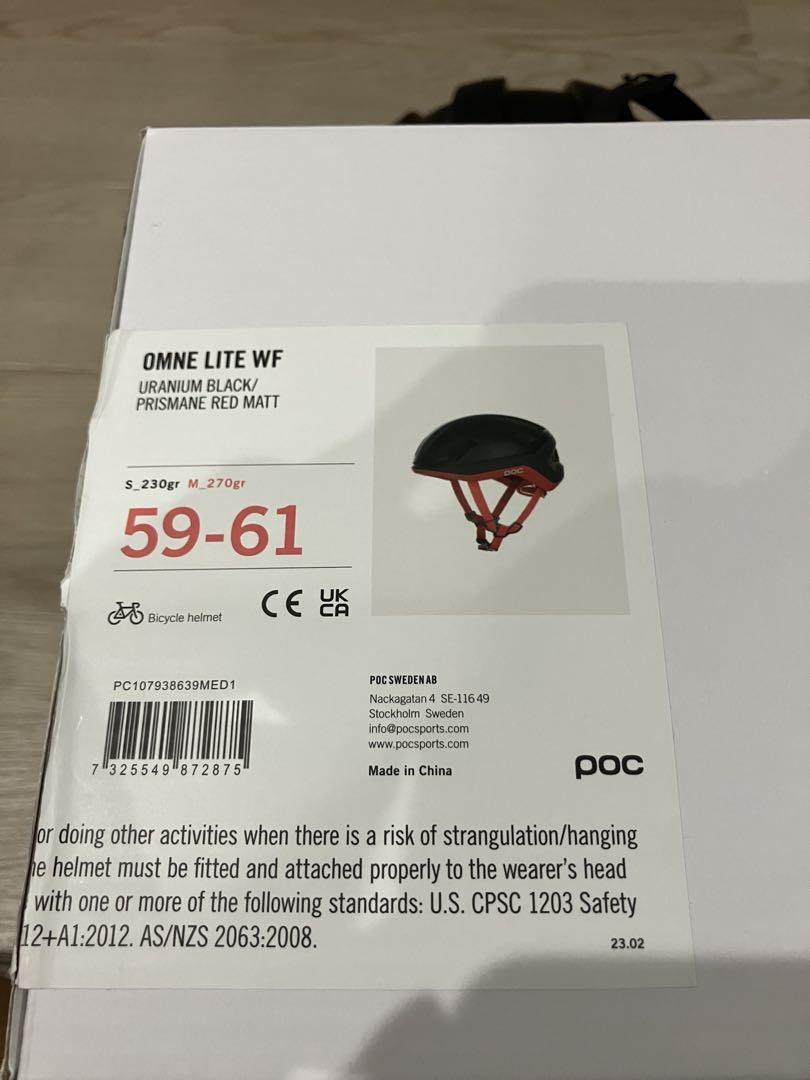 OMNE LITE WF
URANIUM BLACK/
PRISMANE RED MATT
S_230gr M_270gr
59-61
Bicycle helmet
CE UK
CA
poc
PC107938639MED1
7 325549 872875
POC SWEDEN AB
Nackagatan 4 SE-116 49
Stockholm Sweden
info@pocsports.com
www.pocsports.com
Made in China
poc
or doing other activities when there is a risk of strangulation/hanging
helmet must be fitted and attached properly to the wearer's head
with one or more of the following standards: U.S. CPSC 1203 Safety
12+A1:2012. AS/NZS 2063:2008.
23.02